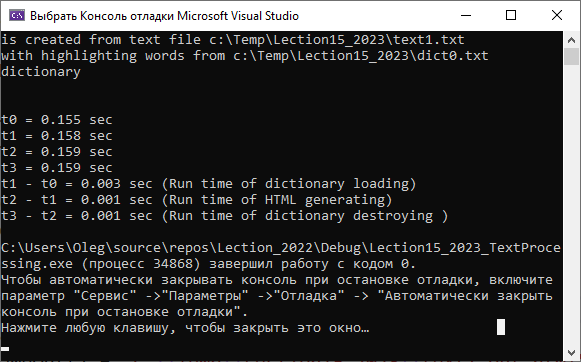 Выбрать Консоль отладки Microsoft Visual Studio
is created from text file c:\Temp\Lection15_2023\text1.txt
with highlighting words from c:\Temp\Lection15_2023\dict0.txt
dictionary
t0 = 0.155 sec
t1 = 0.158 sec
t2 = 0.159 sec
t3 = 0.159 sec
t1 - t0 = 0.003 sec (Run time of dictionary loading)
t2 - t1 = 0.001 sec (Run time of HTML generating)
t3 - t2 = 0.001 sec (Run time of dictionary destroying )
C:\Users\Oleg\source\repos\Lection_2022\Debug\Lection15_2023_TextProce
ssing.exe (процесс 34868) завершил работу с кодом 0.
Чтобы автоматически закрывать консоль при остановке отладки, включите
параметр "Сервис" ->"Параметры" ->"Отладка" -> "Автоматически закрыть
консоль при остановке отладки".
Нажмите любую клавишу, чтобы закрыть это окно…